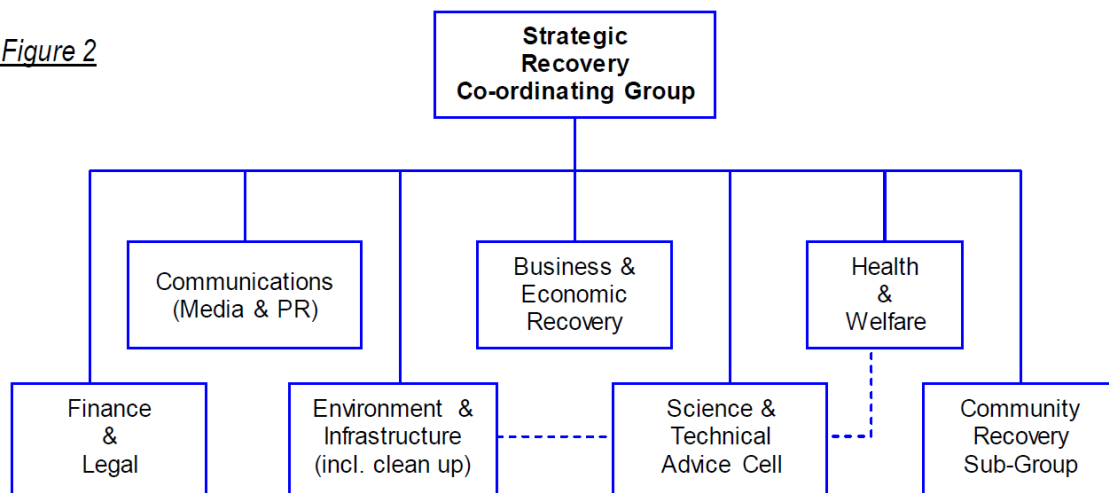 Figure 2
Strategic
Recovery
Co-ordinating Group
Communications
(Media & PR)
Business &
Economic
Recovery
Health
&
Welfare
Finance
&
Legal
Environment &
Infrastructure
(incl. clean up)
Science &
Technical
Advice Cell
Community
Recovery
Sub-Group